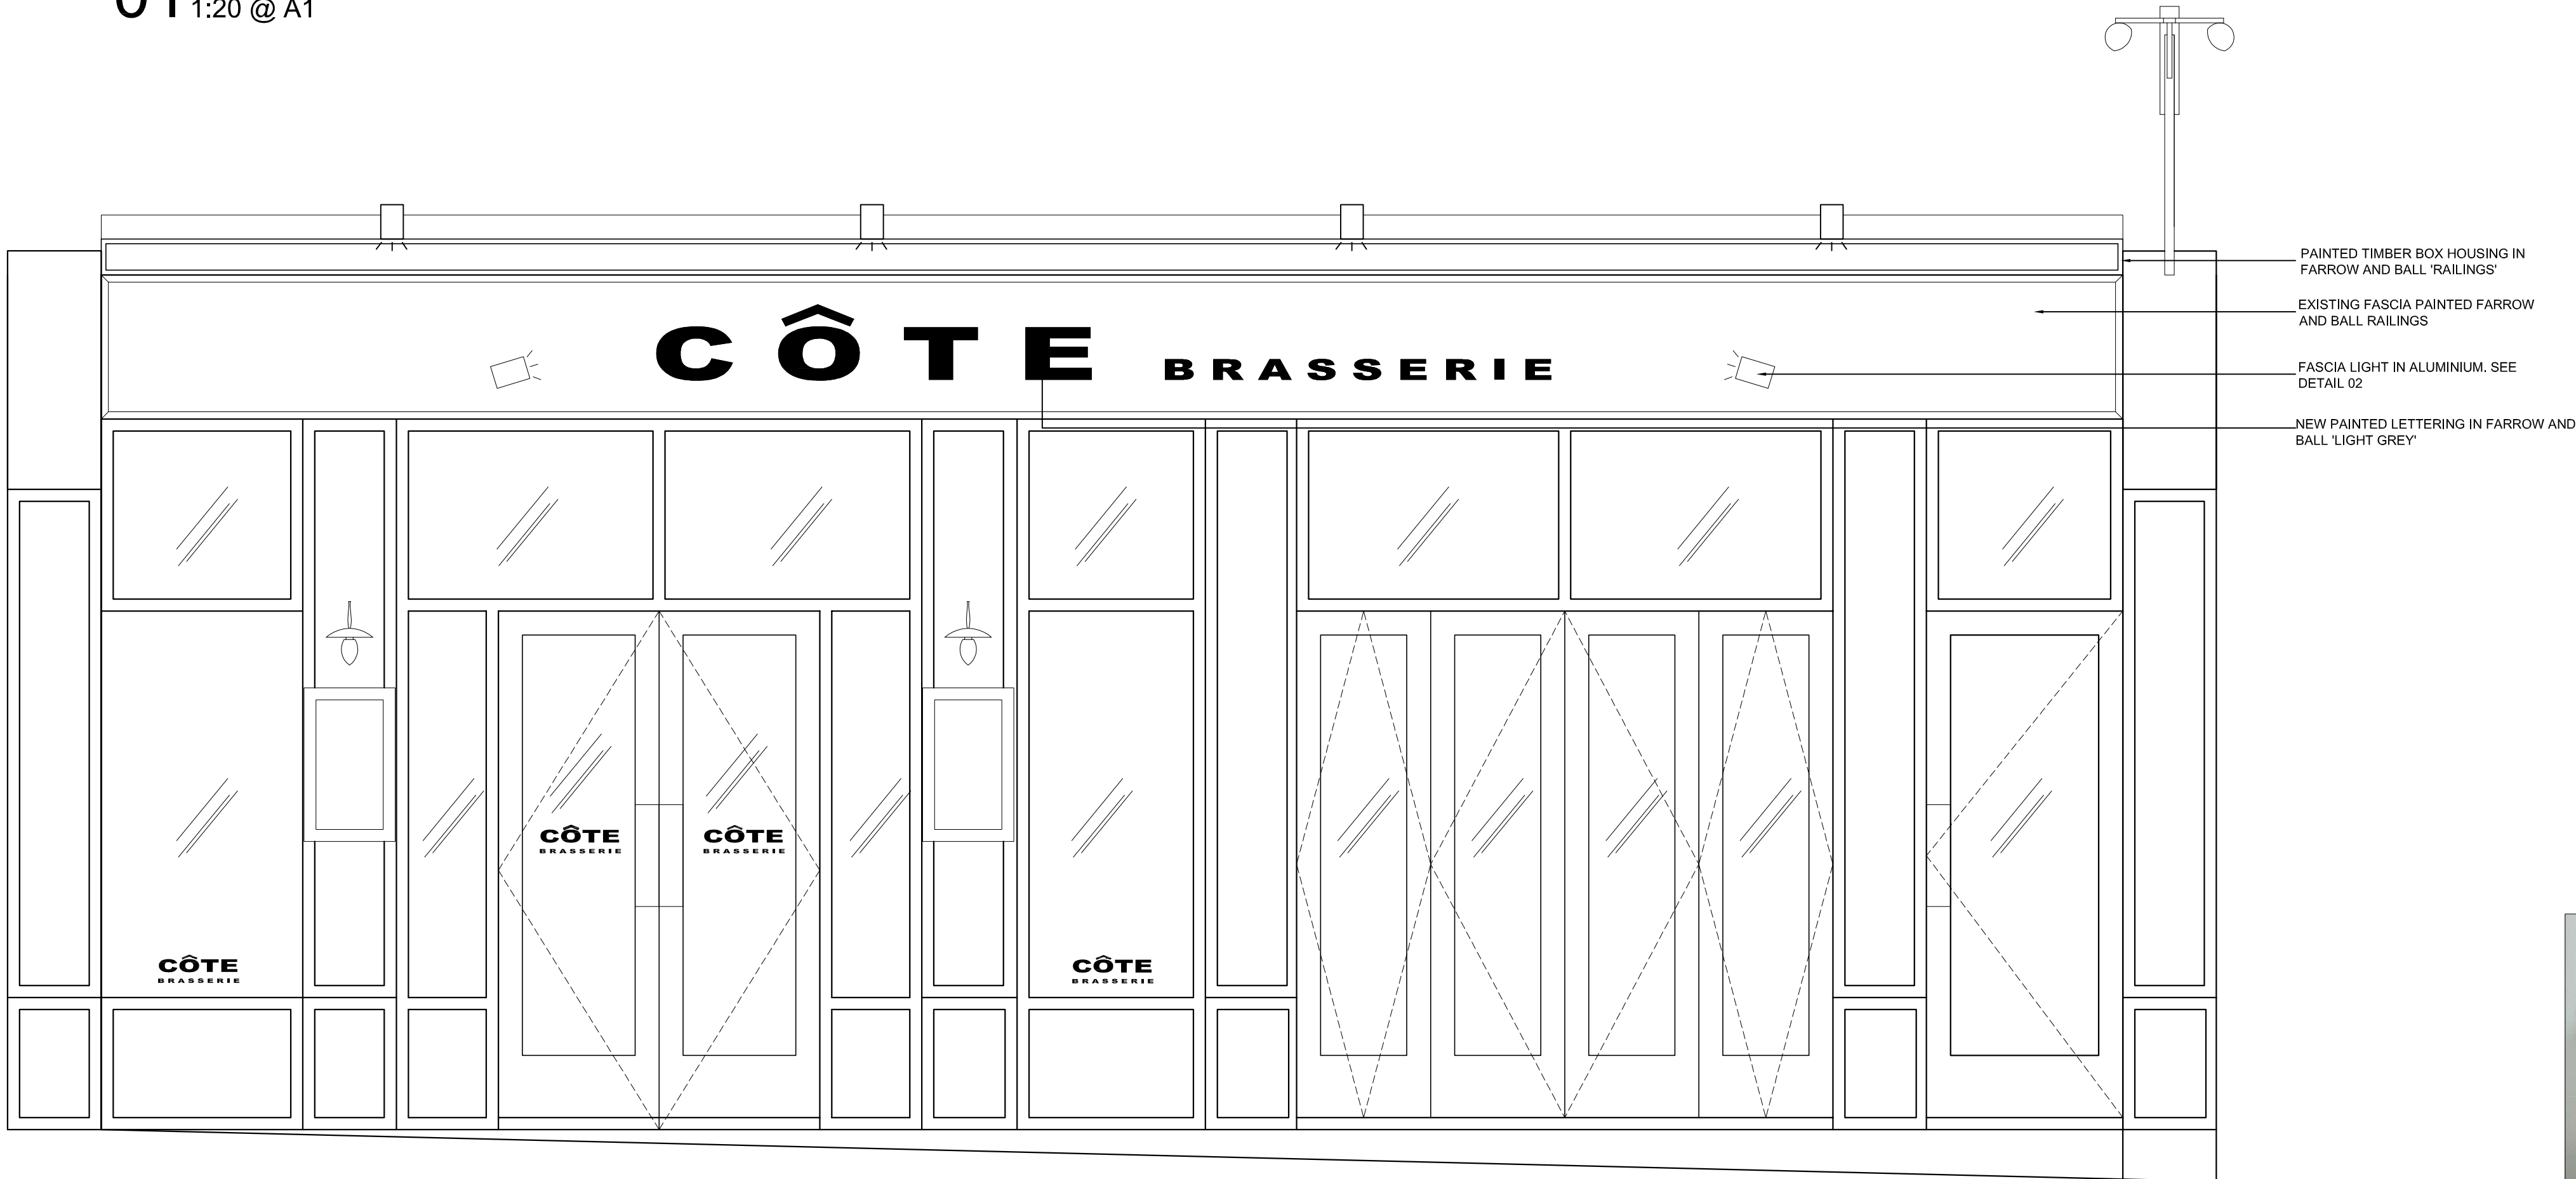 01 1:20 @ A1
PAINTED TIMBER BOX HOUSING IN
FARROW AND BALL 'RAILINGS'
EXISTING FASCIA PAINTED FARROW
AND BALL RAILINGS
CÔTE BRASSERIE
FASCIA LIGHT IN ALUMINIUM. SEE
DETAIL 02
NEW PAINTED LETTERING IN FARROW AND
BALL 'LIGHT GREY'
CÔTE
BRASSERIE
CÔTE
BRASSERIE
CÔTE
BRASSERIE
CÔTE
BRASSERIE